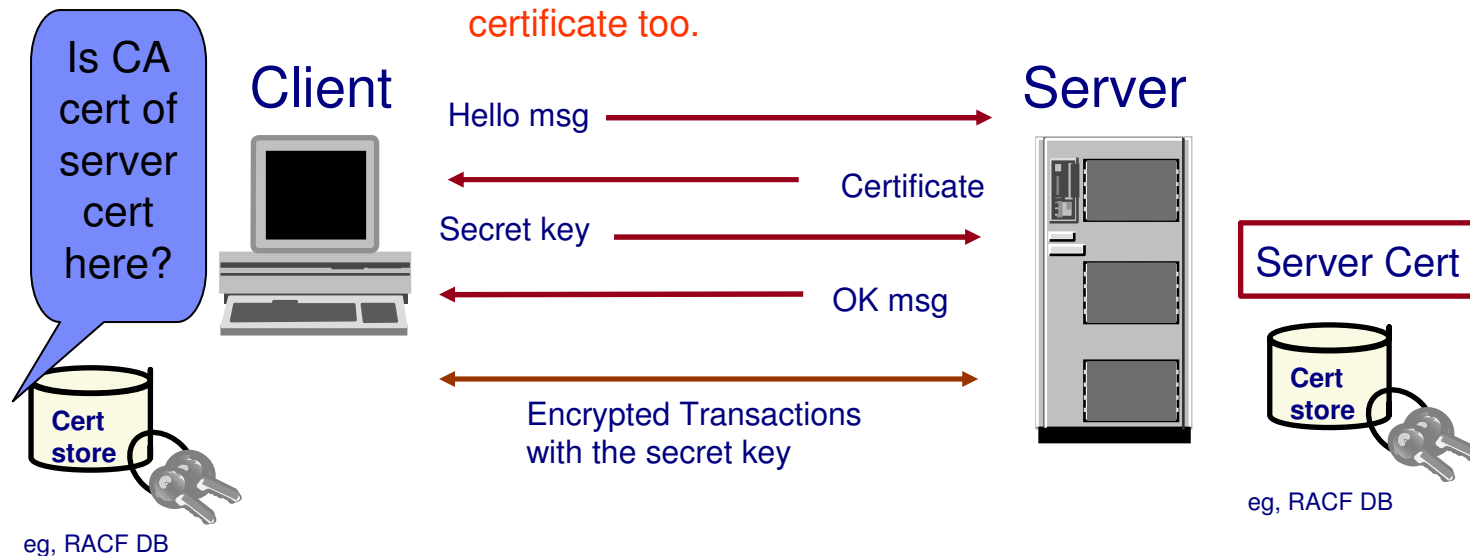 certificate too.
Is CA
cert of
server
cert
here?
Client
Server
Hello msg
Certificate
Secret key
Server Cert
OK msg
Cert
store
Encrypted Transactions
with the secret key
Cert
store
eg, RACF DB
eg, RACF DB